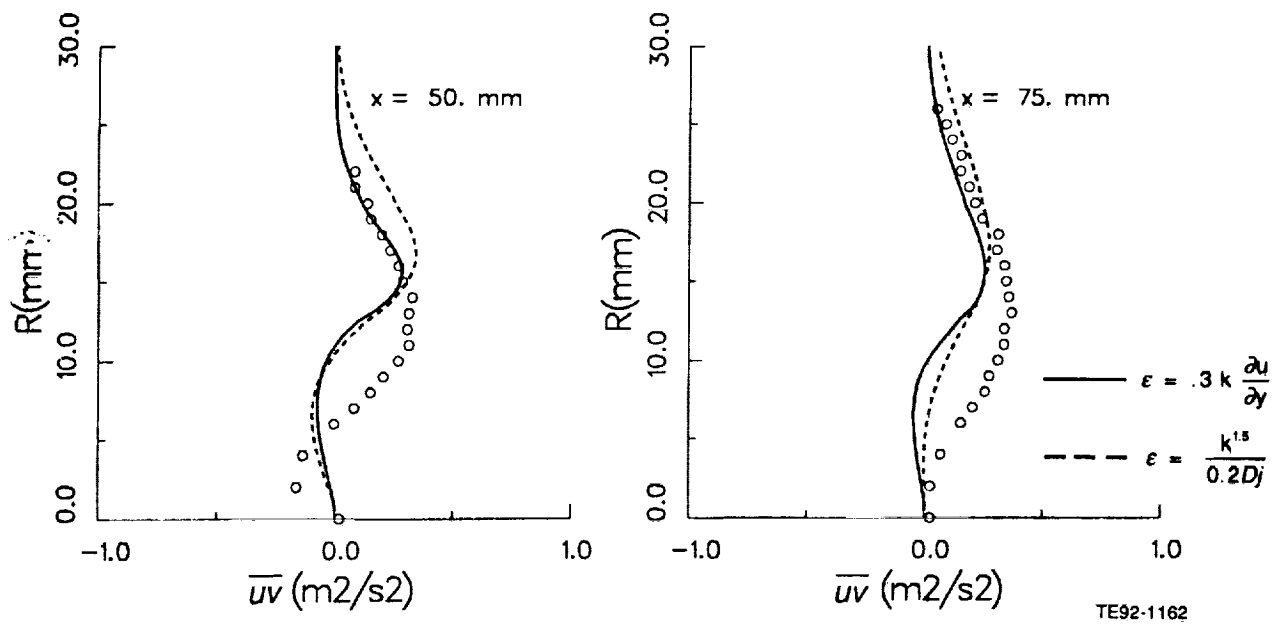 30.0
20.0
10.0
0.0
R(mm)
x = 50. mm
-1.0
0.0
1.0
uv (m2/s2)
30.0
20.0
10.0
0.0
R(mm)
x = 75. mm
-1.0
0.0
1.0
uv (m2/s2)
ε = .3 k ∂u/∂y
ε = k^1.5/0.2Dj
TE92-1162